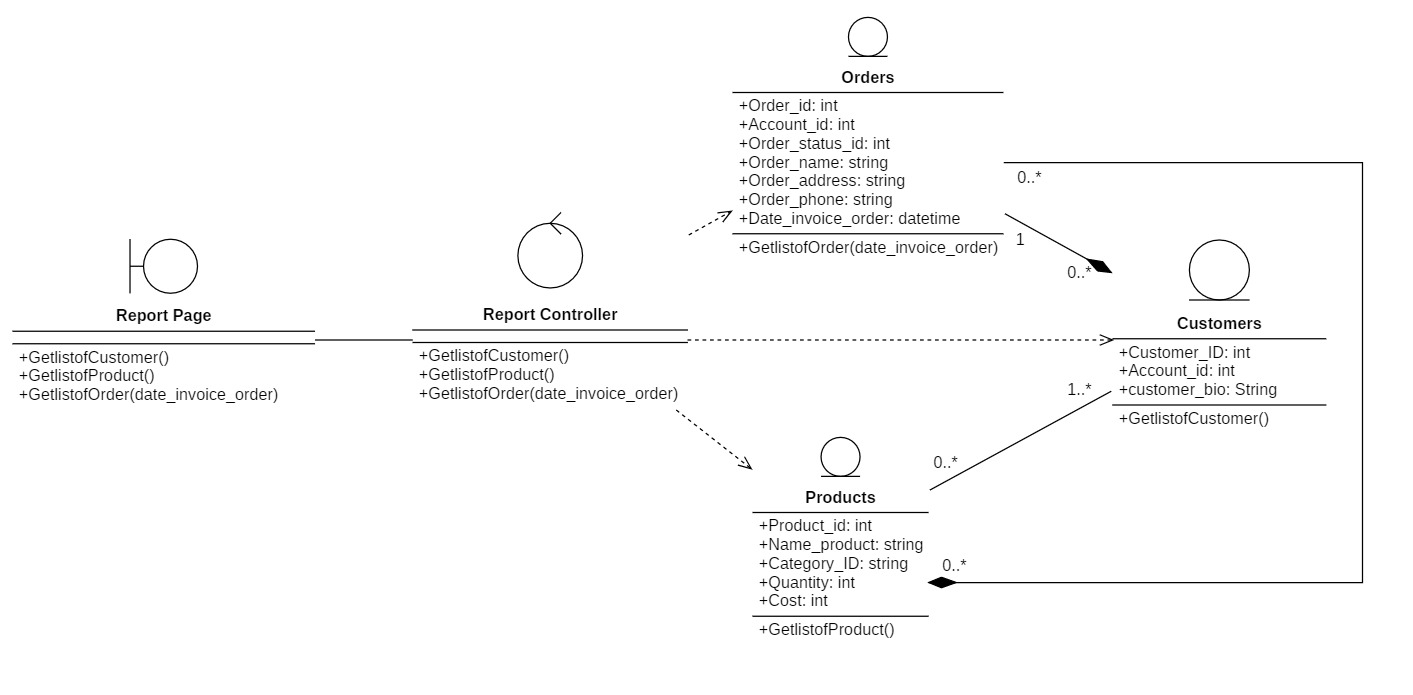 Orders
+Order_id: int
+Account_id: int
+Order_status_id: int
+Order_name: string
+Order_address: string
+Order_phone: string
+Date_invoice_order: datetime
+GetlistofOrder(date_invoice_order)
0..*
1
0..*
Report Page
+GetlistofCustomer()
+GetlistofProduct()
+GetlistofOrder(date_invoice_order)
Report Controller
+GetlistofCustomer()
+GetlistofProduct()
+GetlistofOrder(date_invoice_order)
Customers
+Customer_ID: int
+Account_id: int
+customer_bio: String
+GetlistofCustomer()
1..*
0..*
Products
+Product_id: int
+Name_product: string
+Category_ID: string
+Quantity: int
+Cost: int
+GetlistofProduct()
0..*